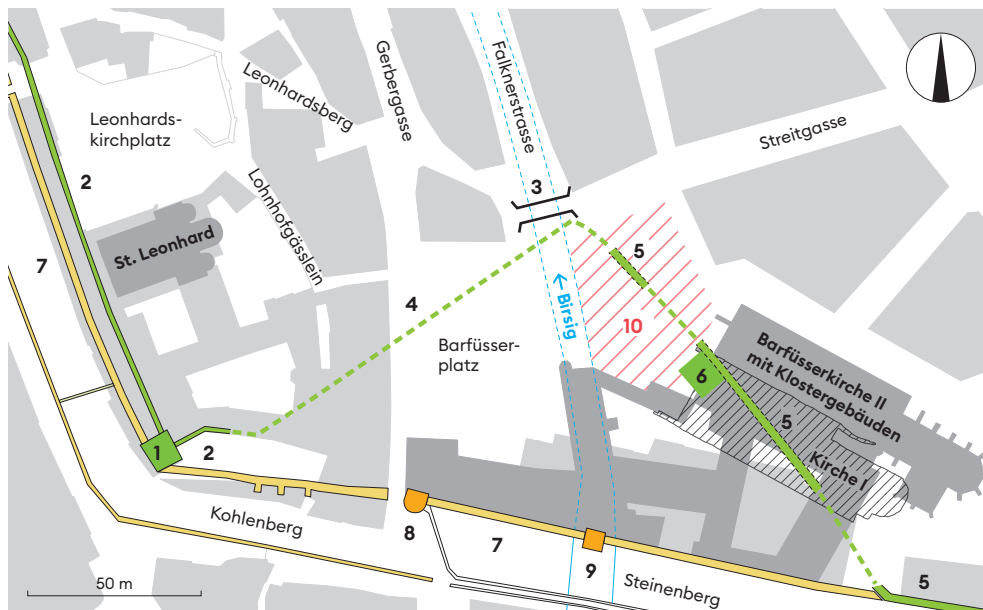 Falknerstrasse
Gerbergasse
Leonhardsberg
Leonhards-
kirchplatz
Streitgasse
2
3
Lohnhofgässlein
St. Leonhard
7
5
4
← Birsig
10
Barfüsser-
platz
Barfüsserkirche II
mit Klostergebäuden
6
5
Kirche I
1
2
Kohlenberg
8
7
9
Steinenberg
5
50 m